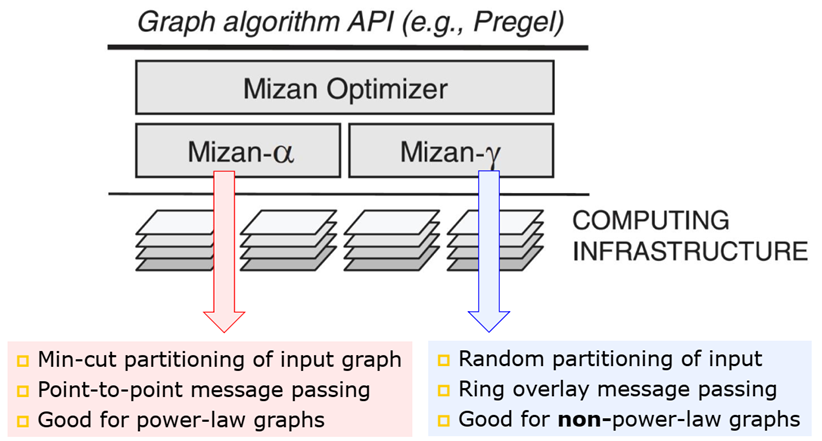 Graph algorithm API (e.g., Pregel)
Mizan Optimizer
Mizan-α
Mizan-γ
COMPUTING
INFRASTRUCTURE
Min-cut partitioning of input graph
Point-to-point message passing
Good for power-law graphs
Random partitioning of input
Ring overlay message passing
Good for non-power-law graphs